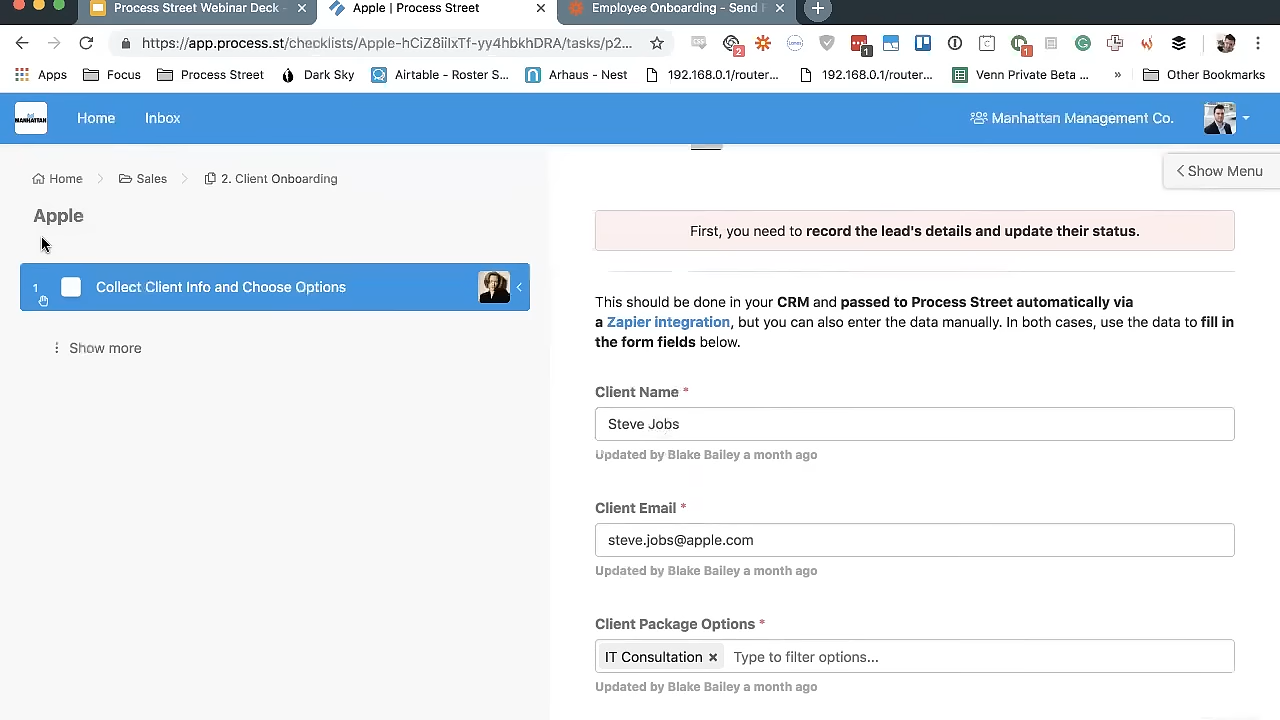 Process Street Webinar Deck -
Apple | Process Street
Employee Onboarding - Send
https://app.process.st/checklists/Apple-hCiZ8iiIxTf-yy4hbkhDRA/tasks/p2...
2
1
1
Apps
Focus
Process Street
Dark Sky
Airtable - Roster S...
Arhaus - Nest
192.168.0.1/router...
192.168.0.1/router...
Venn Private Beta ...
»
Other Bookmarks
MANHATTAN
Home
Inbox
Manhattan Management Co.
Home
Sales
2. Client Onboarding
Show Menu
Apple
1
Collect Client Info and Choose Options
Show more
First, you need to record the lead's details and update their status.
This should be done in your CRM and passed to Process Street automatically via
a Zapier integration, but you can also enter the data manually. In both cases, use the data to fill in
the form fields below.
Client Name *
Steve Jobs
Updated by Blake Bailey a month ago
Client Email *
steve.jobs@apple.com
Updated by Blake Bailey a month ago
Client Package Options *
IT Consultation × Type to filter options...
Updated by Blake Bailey a month ago